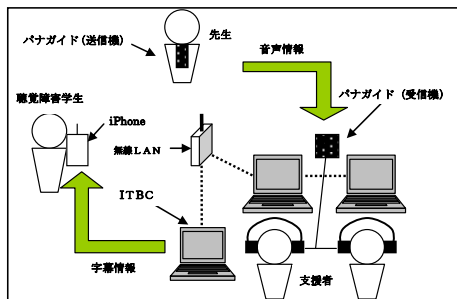 パナガイド(送信機)
先生
音声情報
聴覚障害学生
パナガイド(受信機)
iPhone
無線LAN
ITBC
字幕情報
支援者